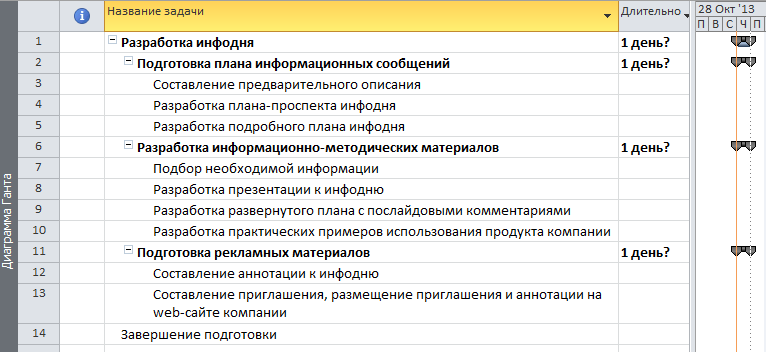 Название задачи Длительно 28 Окт '13
П В С Ч П
1 Разработка инфодня 1 день?
2 Подготовка плана информационных сообщений 1 день?
3 Составление предварительного описания
4 Разработка плана-проспекта инфодня
5 Разработка подробного плана инфодня
6 Разработка информационно-методических материалов 1 день?
7 Подбор необходимой информации
8 Разработка презентации к инфодню
9 Разработка развернутого плана с послайдовыми комментариями
10 Разработка практических примеров использования продукта компании
11 Подготовка рекламных материалов 1 день?
12 Составление аннотации к инфодню
13 Составление приглашения, размещение приглашения и аннотации на
web-сайте компании
14 Завершение подготовки
Диаграмма Ганта